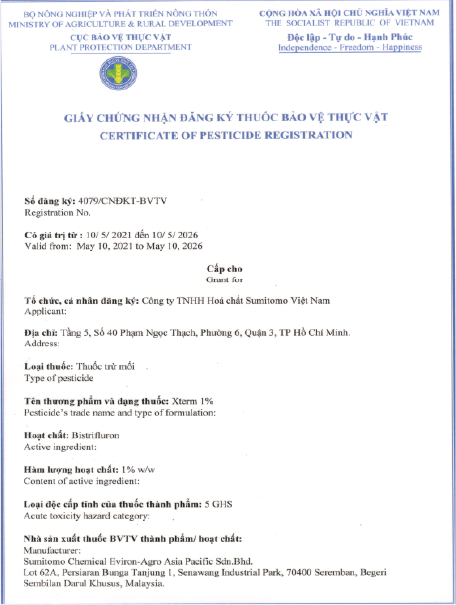 BỘ NÔNG NGHIỆP VÀ PHÁT TRIỂN NÔNG THÔN
MINISTRY OF AGRICULTURE & RURAL DEVELOPMENT
CỤC BẢO VỆ THỰC VẬT
PLANT PROTECTION DEPARTMENT
CỘNG HÒA XÃ HỘI CHỦ NGHĨA VIỆT NAM
THE SOCIALIST REPUBLIC OF VIETNAM
Độc lập - Tự do - Hạnh Phúc
Independence - Freedom - Happiness
GIẤY CHỨNG NHẬN ĐĂNG KÝ THUỐC BẢO VỆ THỰC VẬT
CERTIFICATE OF PESTICIDE REGISTRATION
Số đăng ký: 4079/CNĐKT-BVTV
Registration No.
Có giá trị từ : 10/ 5/ 2021 đến 10/ 5/ 2026
Valid from: May 10, 2021 to May 10, 2026
Cấp cho
Grant for
Tổ chức, cá nhân đăng ký: Công ty TNHH Hoá chất Sumitomo Việt Nam
Applicant:
Địa chỉ: Tầng 5, Số 40 Phạm Ngọc Thạch, Phường 6, Quận 3, TP Hồ Chí Minh.
Address:
Loại thuốc: Thuốc trừ mối
Type of pesticide
Tên thương phẩm và dạng thuốc: Xterm 1%
Pesticide's trade name and type of formulation:
Hoạt chất: Bistrifluron
Active ingredient:
Hàm lượng hoạt chất: 1% w/w
Content of active ingredient:
Loại độc cấp tính của thuốc thành phẩm: 5 GHS
Acute toxicity hazard category:
Nhà sản xuất thuốc BVTV thành phẩm/ hoạt chất:
Manufacturer:
Sumitomo Chemical Eviron-Agro Asia Pacific Sdn.Bhd.
Lot 62A, Persiaran Bunga Tanjung 1, Senawang Industrial Park, 70400 Seremban, Begeri
Sembilan Darul Khusus, Malaysia.